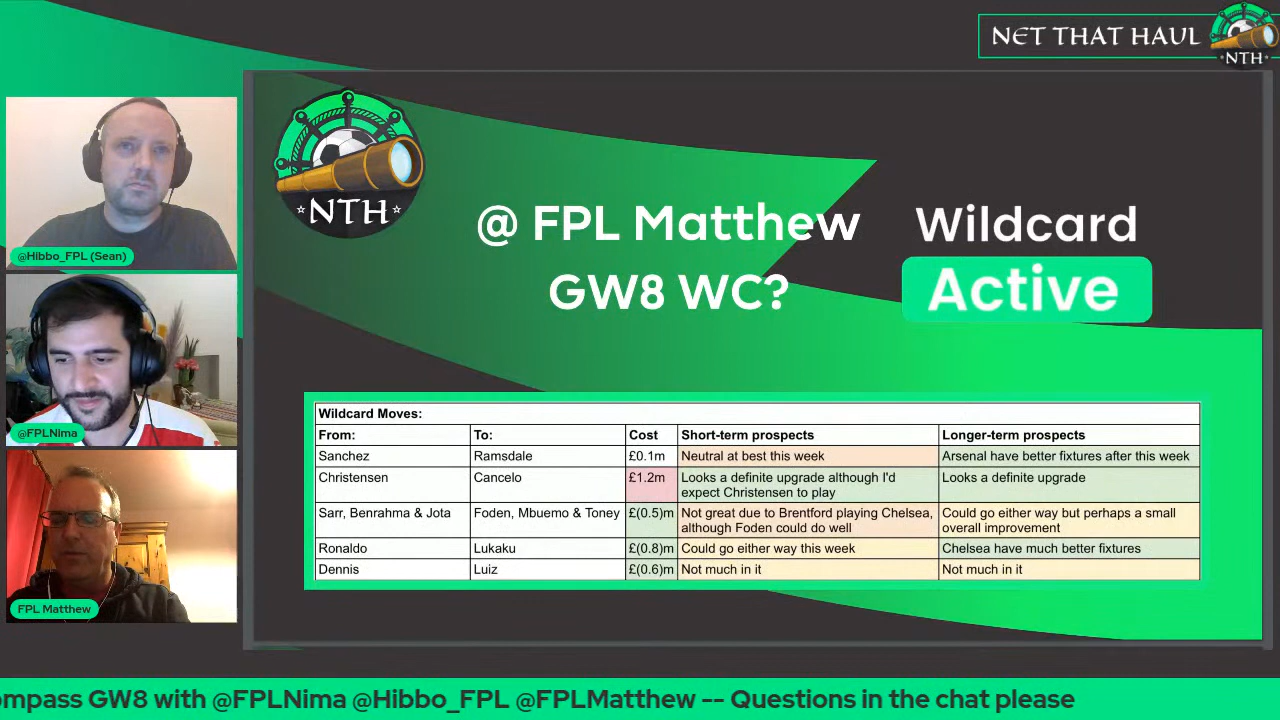 NET THAT HAUL
NTH
NTH
@ FPL Matthew
GW8 WC?
Wildcard
Active
@Hibbo_FPL (Sean)
@FPLNima
FPL Matthew
Wildcard Moves:
From: To: Cost Short-term prospects Longer-term prospects
Sanchez Ramsdale £0.1m Neutral at best this week Arsenal have better fixtures after this week
Christensen Cancelo £1.2m Looks a definite upgrade although I'd Looks a definite upgrade
expect Christensen to play
Sarr, Benrahma & Jota Foden, Mbuemo & Toney £(0.5)m Not great due to Brentford playing Chelsea, Could go either way but perhaps a small
although Foden could do well overall improvement
Ronaldo Lukaku £(0.8)m Could go either way this week Chelsea have much better fixtures
Dennis Luiz £(0.6)m Not much in it Not much in it
ompass GW8 with @FPLNima @Hibbo_FPL @FPLMatthew -- Questions in the chat please